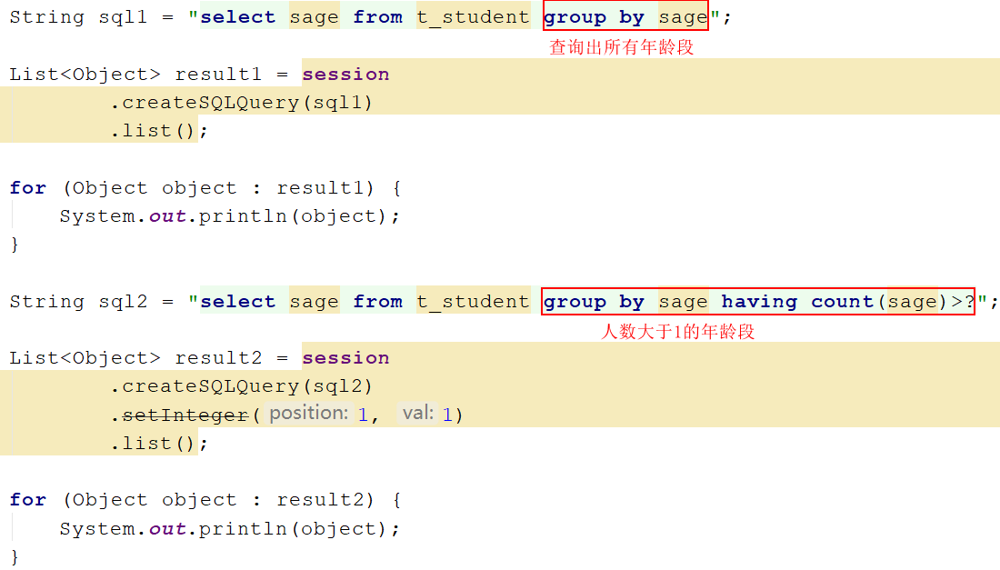 String sql1 = "select sage from t_student group by sage";
查询出所有年龄段
List<Object> result1 = session
.createSQLQuery(sql1)
.list();
for (Object object : result1) {
System.out.println(object);
}
String sql2 = "select sage from t_student group by sage having count(sage)>?";
人数大于1的年龄段
List<Object> result2 = session
.createSQLQuery(sql2)
.setInteger( position: 1, val: 1)
.list();
for (Object object : result2) {
System.out.println(object);
}